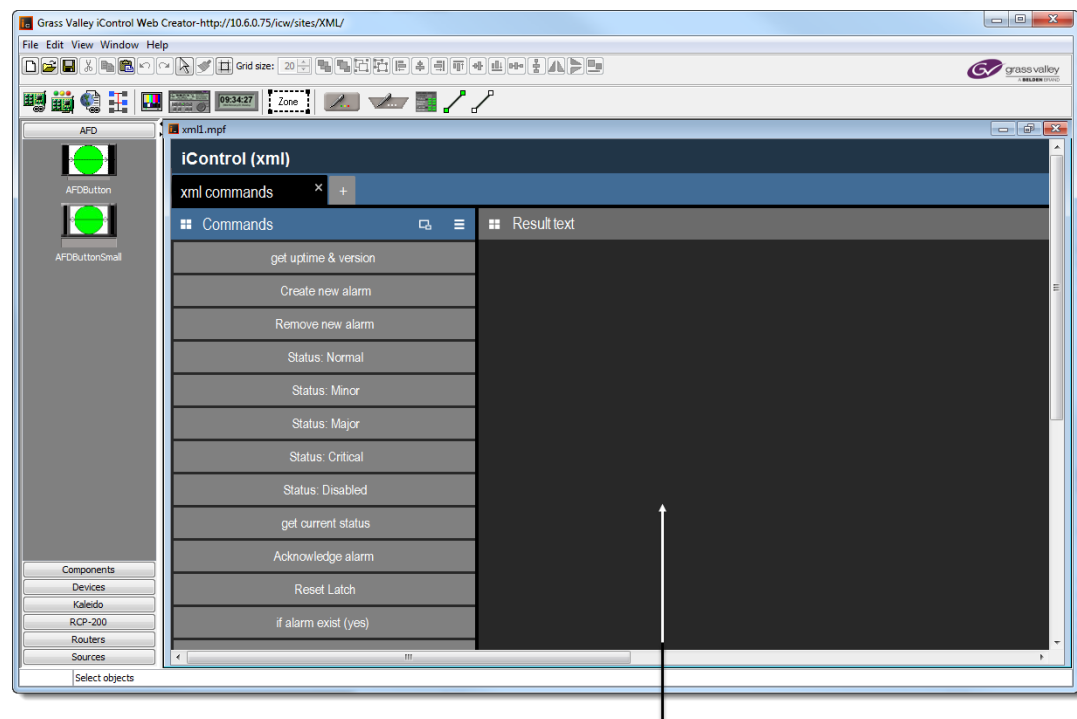 Grass Valley iControl Web Creator-http://10.6.0.75/icw/sites/XML/
File Edit View Window Help
Grid size: 20
grass valley
A BELDEN BRAND
09:34:27
Zone
AFD
xml1.mpf
AFDButton
AFDButtonSmall
iControl (xml)
xml commands × +
Commands
Result text
get uptime & version
Create new alarm
Remove new alarm
Status: Normal
Status: Minor
Status: Major
Status: Critical
Status: Disabled
get current status
Acknowledge alarm
Reset Latch
if alarm exist (yes)
Components
Devices
Kaleido
RCP-200
Routers
Sources
Select objects